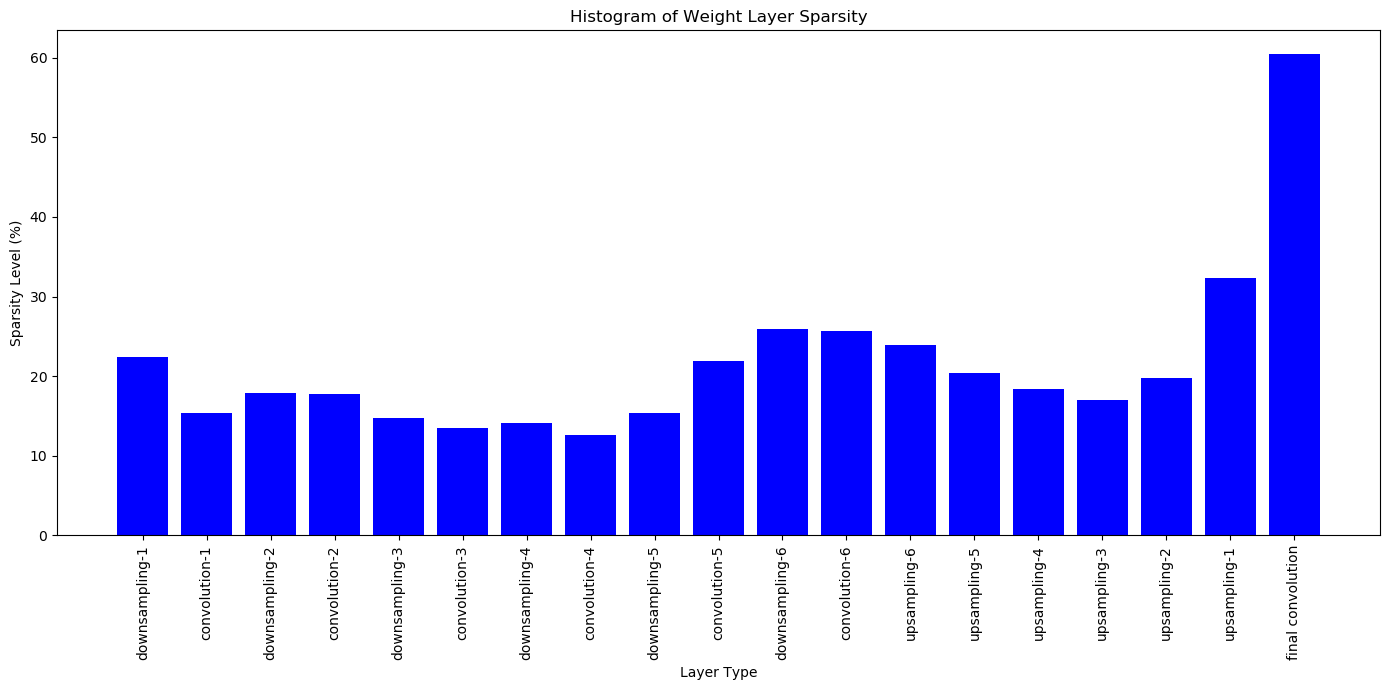 Histogram of Weight Layer Sparsity
Sparsity Level (%)
60
50
40
30
20
10
0
downsampling-1
convolution-1
downsampling-2
convolution-2
downsampling-3
convolution-3
downsampling-4
convolution-4
downsampling-5
convolution-5
downsampling-6
convolution-6
upsampling-6
upsampling-5
upsampling-4
upsampling-3
upsampling-2
upsampling-1
final convolution
Layer Type